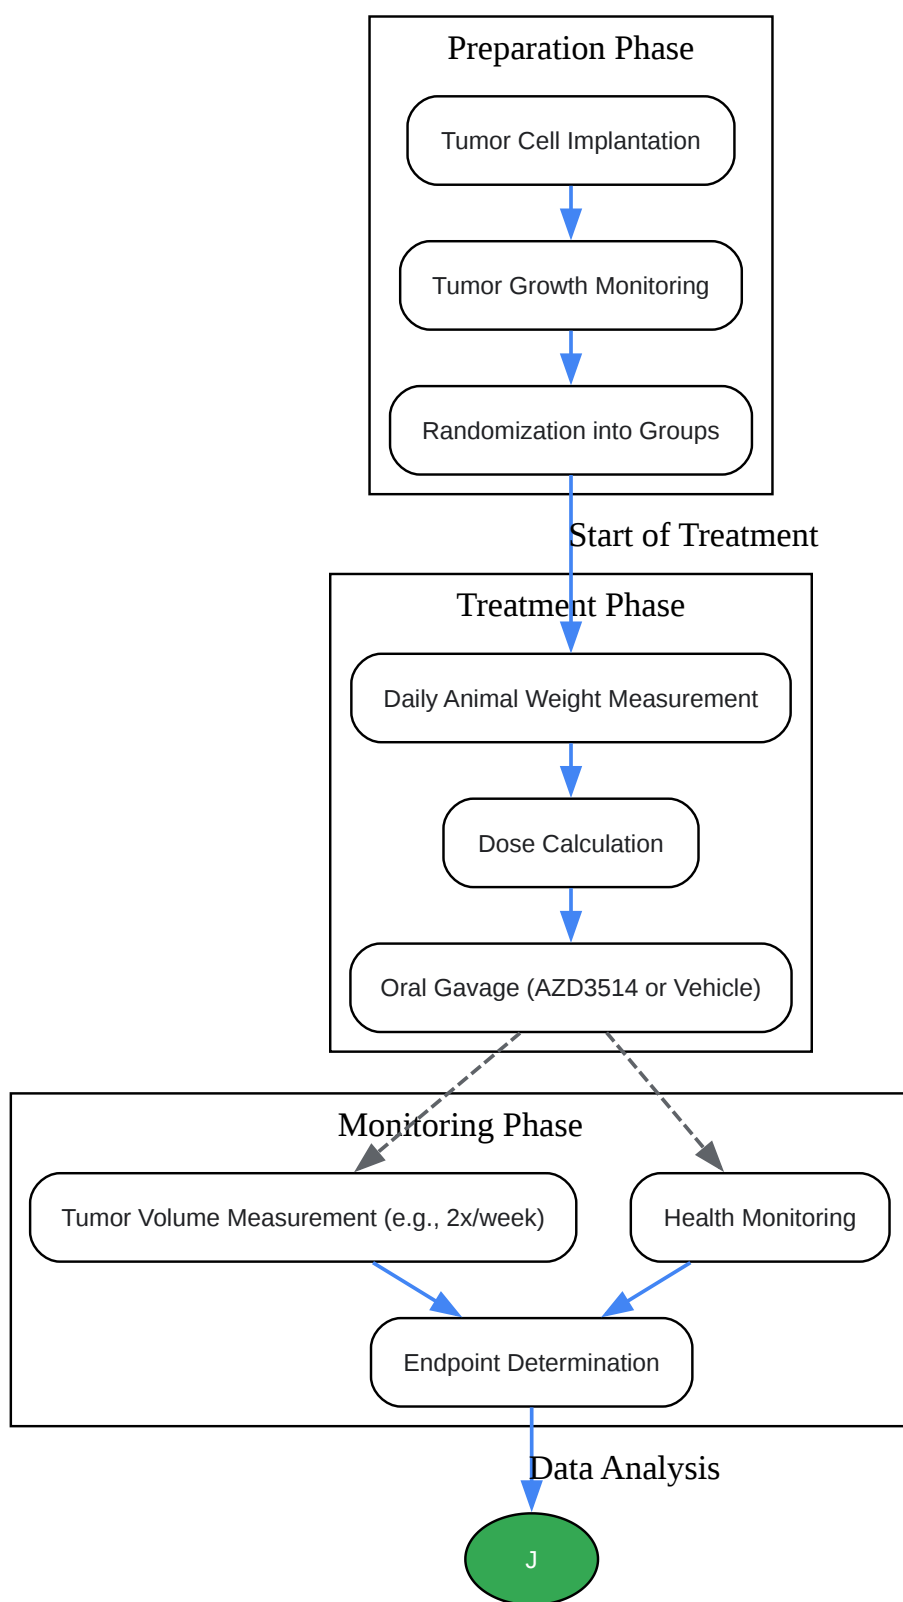 Preparation Phase
Tumor Cell Implantation
Tumor Growth Monitoring
Randomization into Groups
Start of Treatment
Treatment Phase
Daily Animal Weight Measurement
Dose Calculation
Oral Gavage (AZD3514 or Vehicle)
Monitoring Phase
Tumor Volume Measurement (e.g., 2x/week)
Health Monitoring
Endpoint Determination
Data Analysis
J